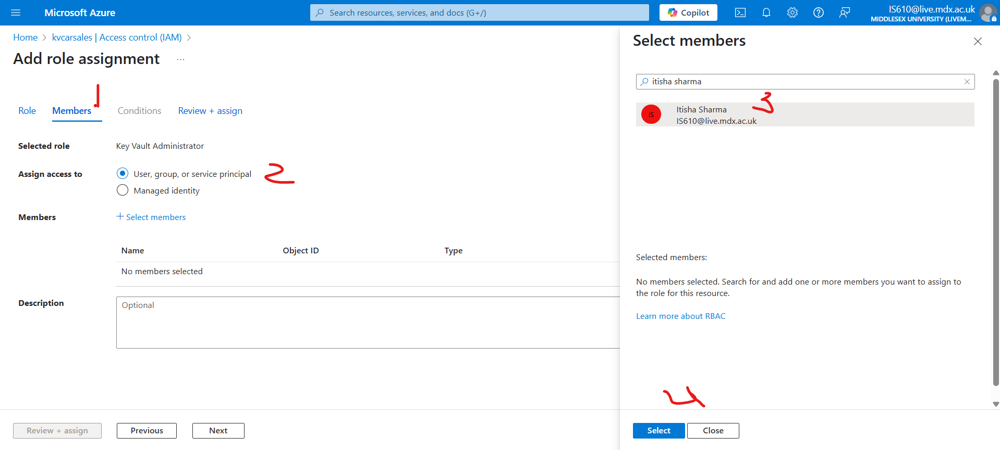 Microsoft Azure
Search resources, services, and docs (G+/)
Copilot
IS610@live.mdx.ac.uk
MIDDLESEX UNIVERSITY (LIVEM...
Home > kvcarsales | Access control (IAM) >
Add role assignment ...
1
Role Members Conditions Review + assign
Selected role Key Vault Administrator
Assign access to User, group, or service principal
2
Managed identity
Members + Select members
Name Object ID Type
No members selected
Description Optional
Review + assign Previous Next
Select members
itisha sharma
3
IS
Itisha Sharma
IS610@live.mdx.ac.uk
Selected members:
No members selected. Search for and add one or more members you want to assign to
the role for this resource.
Learn more about RBAC
4
Select Close